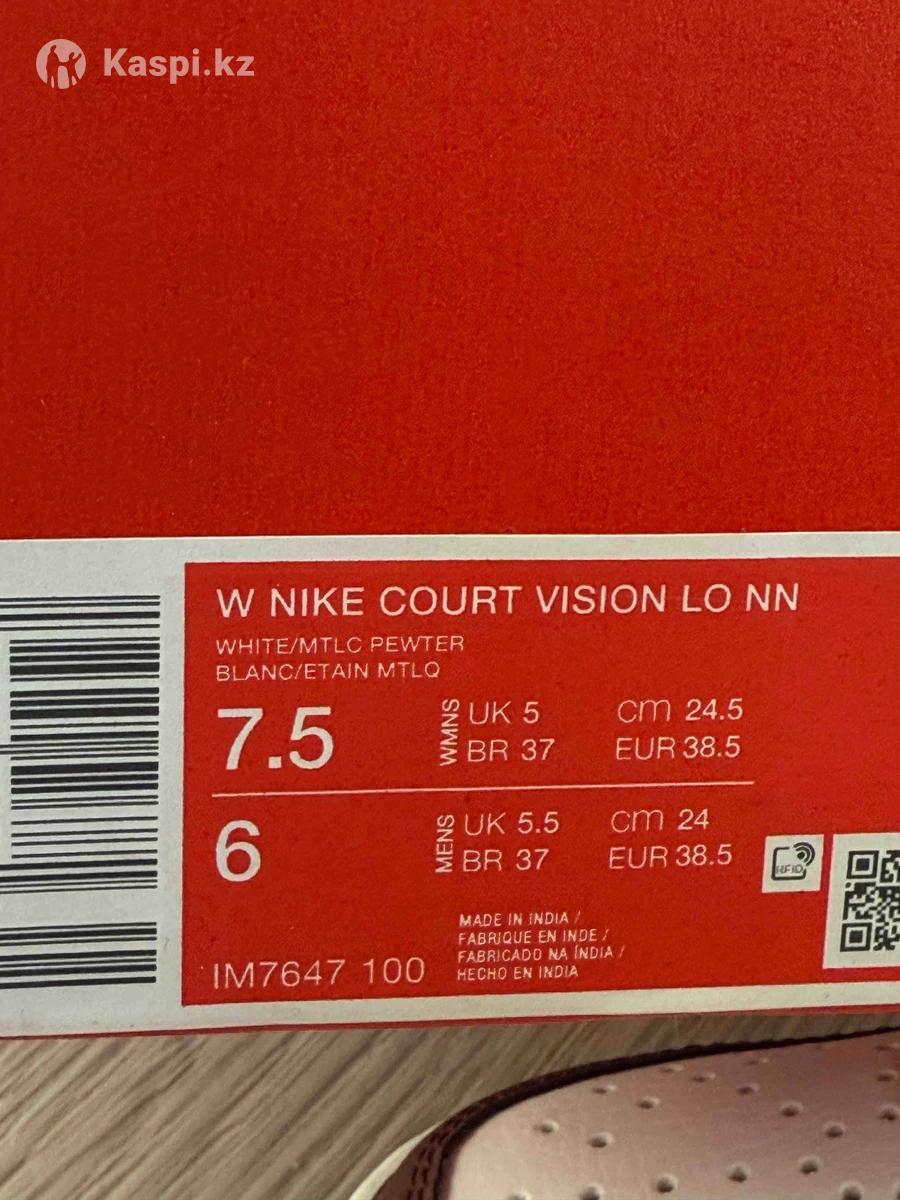 Kaspi.kz
W NIKE COURT VISION LO NN
WHITE/MTLC PEWTER
BLANC/ETAIN MTLQ
7.5 WMNS UK 5 cm 24.5
BR 37 EUR 38.5
6 MENS UK 5.5 cm 24
BR 37 EUR 38.5
RFID
MADE IN INDIA /
FABRIQUE EN INDE /
FABRICADO NA ÍNDIA /
HECHO EN INDIA
IM7647 100